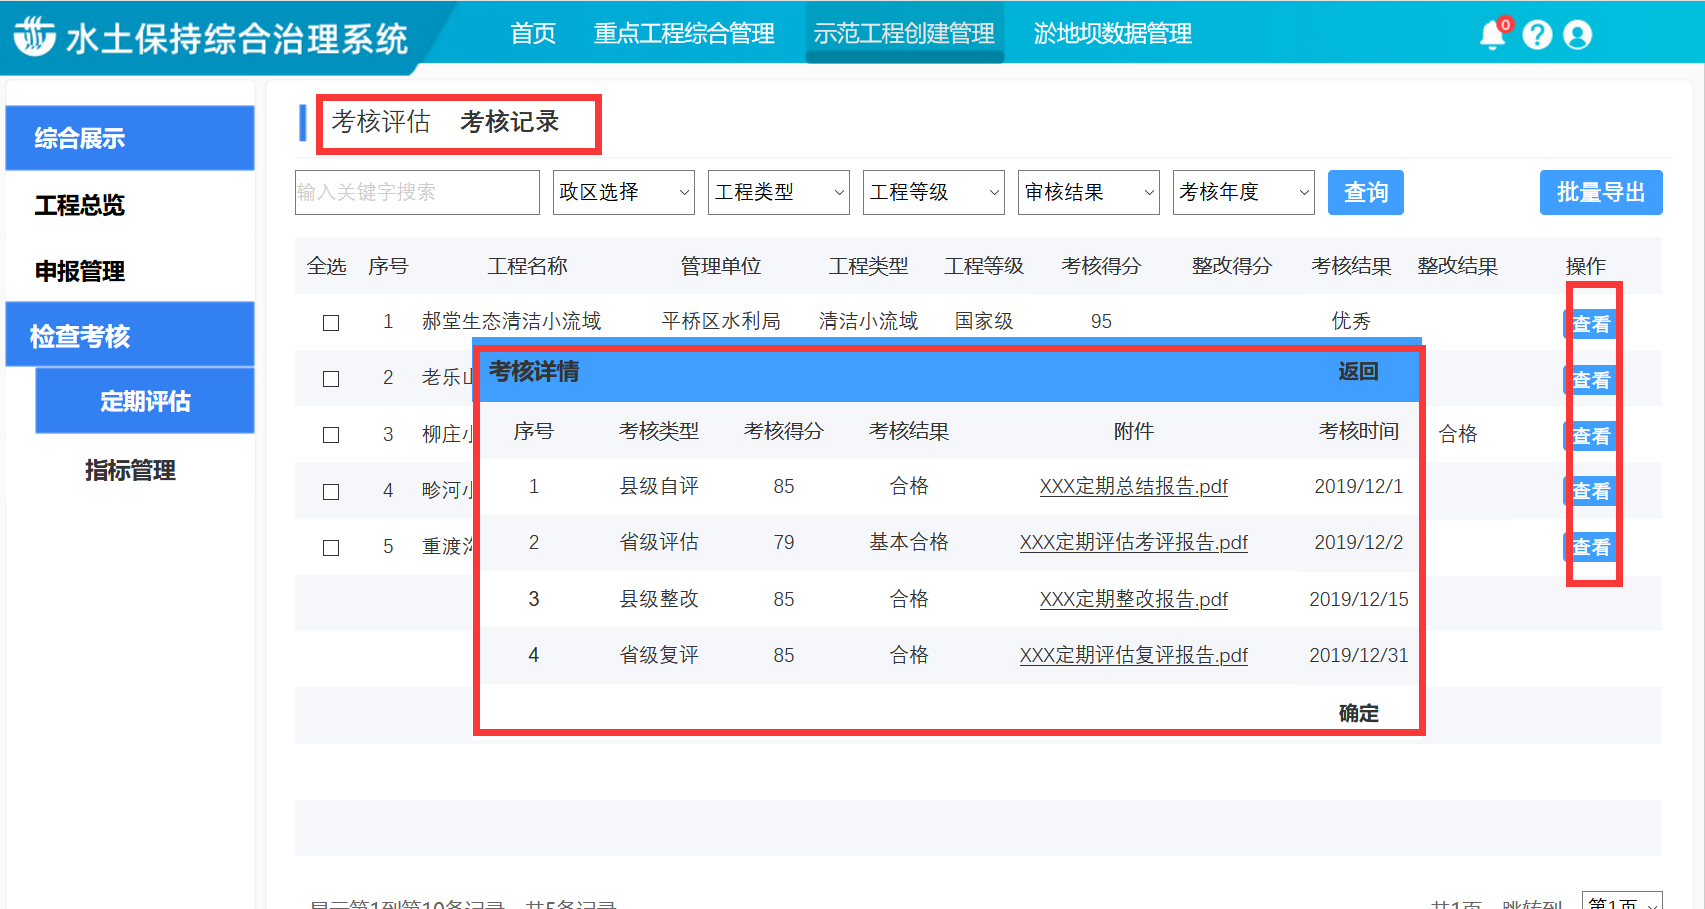 水土保持综合治理系统
首页 重点工程综合管理 示范工程创建管理 淤地坝数据管理
0
综合展示
工程总览
申报管理
检查考核
定期评估
指标管理
考核评估 考核记录
输入关键字搜索 政区选择 工程类型 工程等级 审核结果 考核年度 查询 批量导出
全选 序号 工程名称 管理单位 工程类型 工程等级 考核得分 整改得分 考核结果 整改结果 操作
1 郝堂生态清洁小流域 平桥区水利局 清洁小流域 国家级 95 优秀 查看
2 老乐山 查看
3 柳庄小 合格 查看
4 畛河小 查看
5 重渡沟 查看
考核详情 返回
序号 考核类型 考核得分 考核结果 附件 考核时间
1 县级自评 85 合格 XXX定期总结报告.pdf 2019/12/1
2 省级评估 79 基本合格 XXX定期评估考评报告.pdf 2019/12/2
3 县级整改 85 合格 XXX定期整改报告.pdf 2019/12/15
4 省级复评 85 合格 XXX定期评估复评报告.pdf 2019/12/31
确定
显示第1到第10条记录 共5条记录 共1页 跳转到 第1页